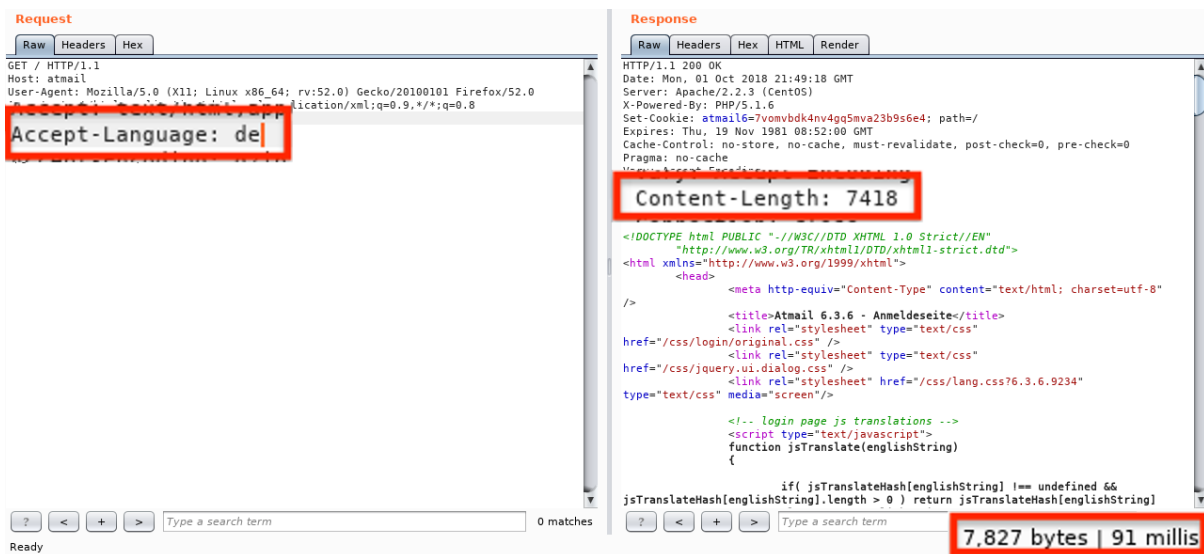 Request
Raw Headers Hex
GET / HTTP/1.1
Host: atmail
User-Agent: Mozilla/5.0 (X11; Linux x86_64; rv:52.0) Gecko/20100101 Firefox/52.0
lication/xml;q=0.9,*/*;q=0.8
Accept-Language: de
? < + > Type a search term 0 matches
Ready
Response
Raw Headers Hex HTML Render
HTTP/1.1 200 OK
Date: Mon, 01 Oct 2018 21:49:18 GMT
Server: Apache/2.2.3 (CentOS)
X-Powered-By: PHP/5.1.6
Set-Cookie: atmail6=7vomvbdk4nv4gq5mva23b9s6e4; path=/
Expires: Thu, 19 Nov 1981 08:52:00 GMT
Cache-Control: no-store, no-cache, must-revalidate, post-check=0, pre-check=0
Pragma: no-cache
Content-Length: 7418
<!DOCTYPE html PUBLIC "-//W3C//DTD XHTML 1.0 Strict//EN"
"http://www.w3.org/TR/xhtml1/DTD/xhtml1-strict.dtd">
<html xmlns="http://www.w3.org/1999/xhtml">
<head>
<meta http-equiv="Content-Type" content="text/html; charset=utf-8"
/>
<title>Atmail 6.3.6 - Anmeldeseite</title>
<link rel="stylesheet" type="text/css"
href="/css/login/original.css" />
<link rel="stylesheet" type="text/css"
href="/css/jquery.ui.dialog.css" />
<link rel="stylesheet" href="/css/lang.css?6.3.6.9234"
type="text/css" media="screen"/>
<!-- login page js translations -->
<script type="text/javascript">
function jsTranslate(englishString)
{
if( jsTranslateHash[englishString] !== undefined &&
jsTranslateHash[englishString].length > 0 ) return jsTranslateHash[englishString]
? < + > Type a search term
7,827 bytes | 91 millis